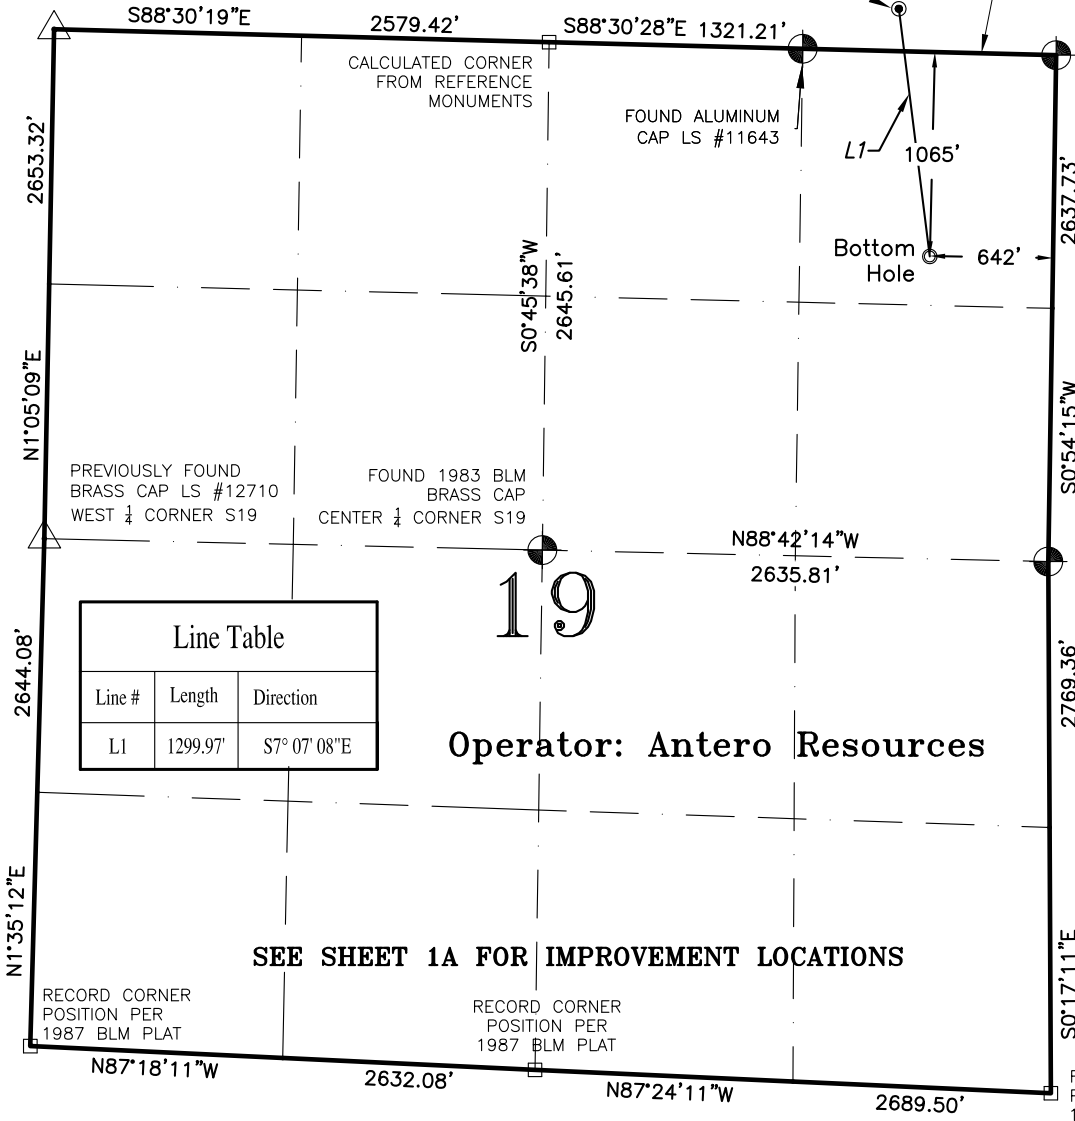 S88°30'19"E
2579.42'
S88°30'28"E 1321.21'
CALCULATED CORNER
FROM REFERENCE
MONUMENTS
FOUND ALUMINUM
CAP LS #11643
L1
1065'
2653.32'
2637.73'
Bottom
Hole
642'
S0°45'38"W
2645.61'
N1°05'09"E
S0°54'15"W
PREVIOUSLY FOUND
BRASS CAP LS #12710
WEST 1/4 CORNER S19
FOUND 1983 BLM
BRASS CAP
CENTER 1/4 CORNER S19
N88°42'14"W
2635.81'
19
Line Table
Line # Length Direction
L1 1299.97' S7° 07' 08"E
2644.08'
2769.36'
Operator: Antero Resources
SEE SHEET 1A FOR IMPROVEMENT LOCATIONS
N1°35'12"E
S0°17'11"E
RECORD CORNER
POSITION PER
1987 BLM PLAT
RECORD CORNER
POSITION PER
1987 BLM PLAT
N87°18'11"W
2632.08'
N87°24'11"W
2689.50'